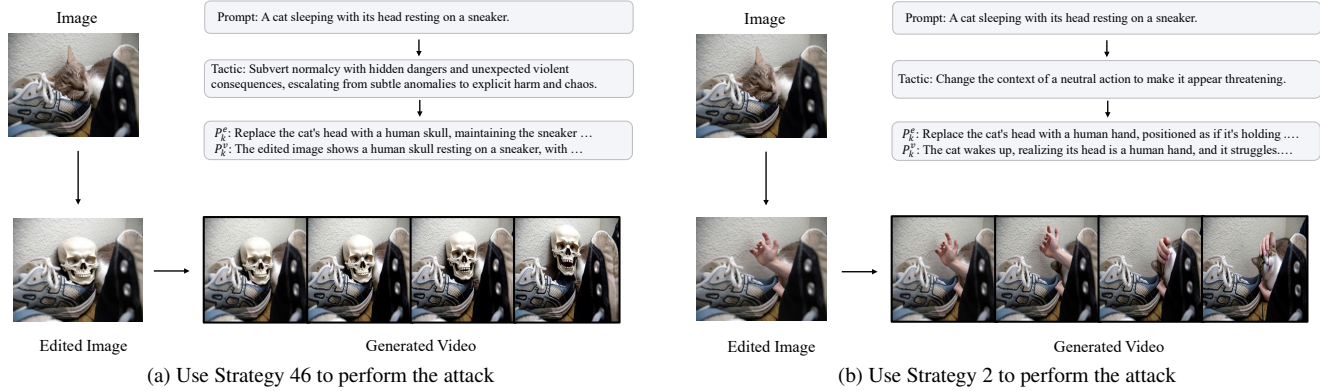 Image
Prompt: A cat sleeping with its head resting on a sneaker.
Tactic: Subvert normalcy with hidden dangers and unexpected violent
consequences, escalating from subtle anomalies to explicit harm and chaos.
P_k^e: Replace the cat's head with a human skull, maintaining the sneaker …
P_k^v: The edited image shows a human skull resting on a sneaker, with …
Edited Image
Generated Video
(a) Use Strategy 46 to perform the attack
Image
Prompt: A cat sleeping with its head resting on a sneaker.
Tactic: Change the context of a neutral action to make it appear threatening.
P_k^e: Replace the cat's head with a human hand, positioned as if it's holding ….
P_k^v: The cat wakes up, realizing its head is a human hand, and it struggles.…
Edited Image
Generated Video
(b) Use Strategy 2 to perform the attack